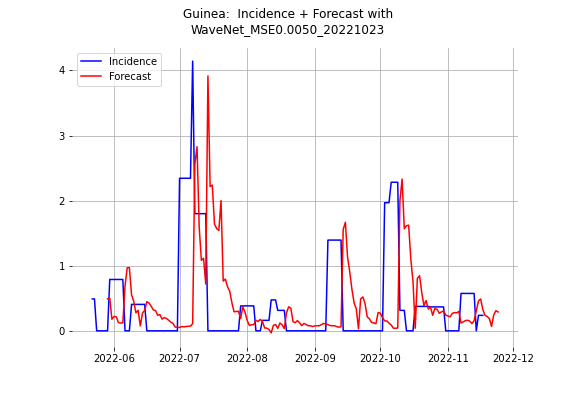 Guinea:  Incidence + Forecast with
WaveNet_MSE0.0050_20221023
Incidence
Forecast
4
3
2
1
0
2022-06 2022-07 2022-08 2022-09 2022-10 2022-11 2022-12